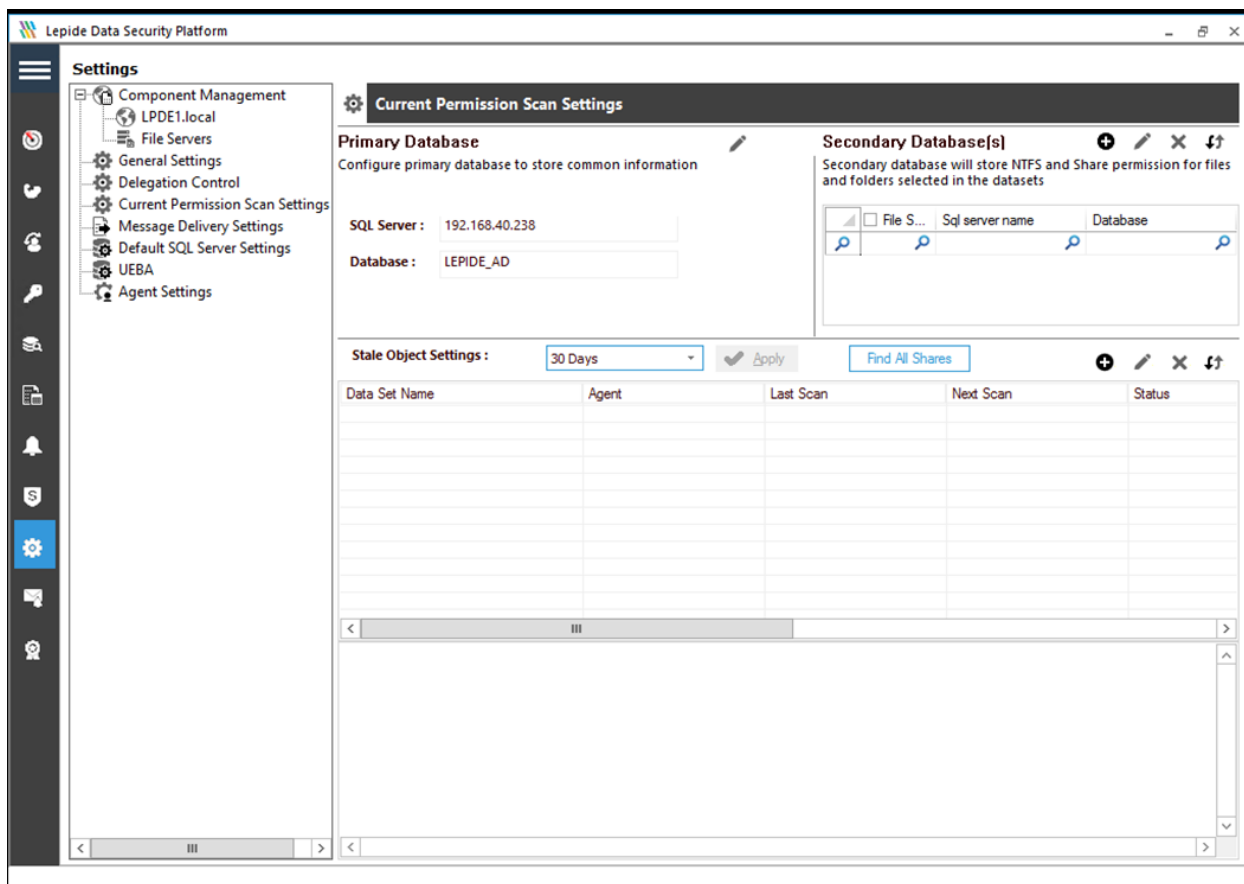 Lepide Data Security Platform
Settings
Component Management
LPDE1.local
File Servers
General Settings
Delegation Control
Current Permission Scan Settings
Message Delivery Settings
Default SQL Server Settings
UEBA
Agent Settings
Current Permission Scan Settings
Primary Database
Configure primary database to store common information
SQL Server : 192.168.40.238
Database : LEPIDE_AD
Secondary Database(s)
Secondary database will store NTFS and Share permission for files
and folders selected in the datasets
File S... Sql server name Database
Stale Object Settings : 30 Days Apply Find All Shares
Data Set Name Agent Last Scan Next Scan Status